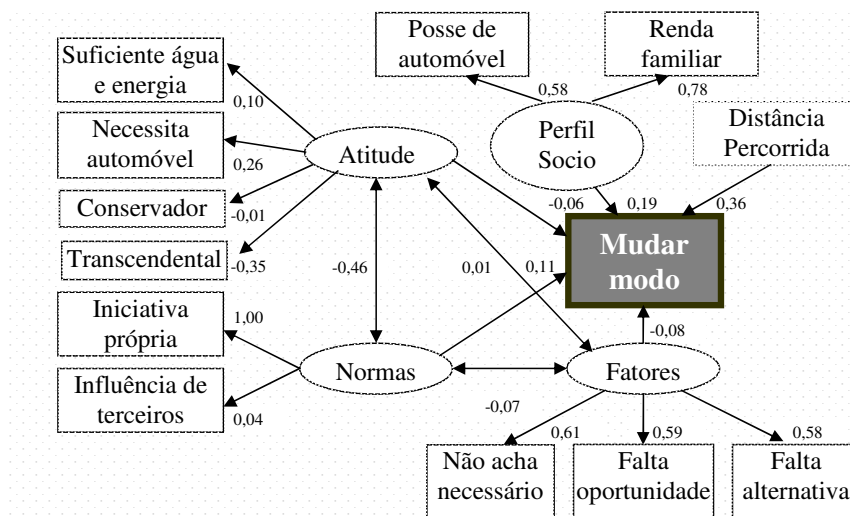 Suficiente água
e energia
0,10
Necessita
automóvel
0,26
Conservador
-0,01
Transcendental
-0,35
Iniciativa
própria
1,00
Influência de
terceiros
0,04
Atitude
-0,46
Normas
Posse de
automóvel
0,58
Renda
familiar
0,78
Perfil
Socio
Distância
Percorrida
-0,06
0,19
0,36
Mudar
modo
0,01
0,11
-0,08
Fatores
-0,07
0,61
0,59
0,58
Não acha
necessário
Falta
oportunidade
Falta
alternativa